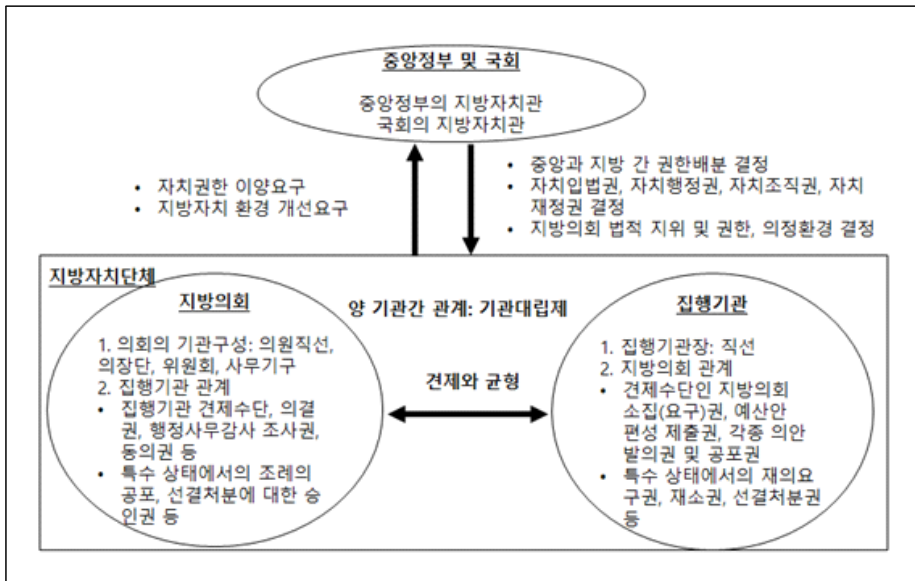 중앙정부 및 국회
중앙정부의 지방자치관
국회의 지방자치관
• 자치권한 이양요구
• 지방자치 환경 개선요구
• 중앙과 지방 간 권한배분 결정
• 자치입법권, 자치행정권, 자치조직권, 자치
재정권 결정
• 지방의회 법적 지위 및 권한, 의정환경 결정
지방자치단체
지방의회
1. 의회의 기관구성: 의원직선,
의장단, 위원회, 사무기구
2. 집행기관 관계
• 집행기관 견제수단, 의결
권, 행정사무감사 조사권,
동의권 등
• 특수 상태에서의 조례의
공포, 선결처분에 대한 승
인권 등
양 기관간 관계: 기관대립제
견제와 균형
집행기관
1. 집행기관장: 직선
2. 지방의회 관계
• 견제수단인 지방의회
소집(요구)권, 예산안
편성 제출권, 각종 의안
발의권 및 공포권
• 특수 상태에서의 재의요
구권, 재소권, 선결처분권
등